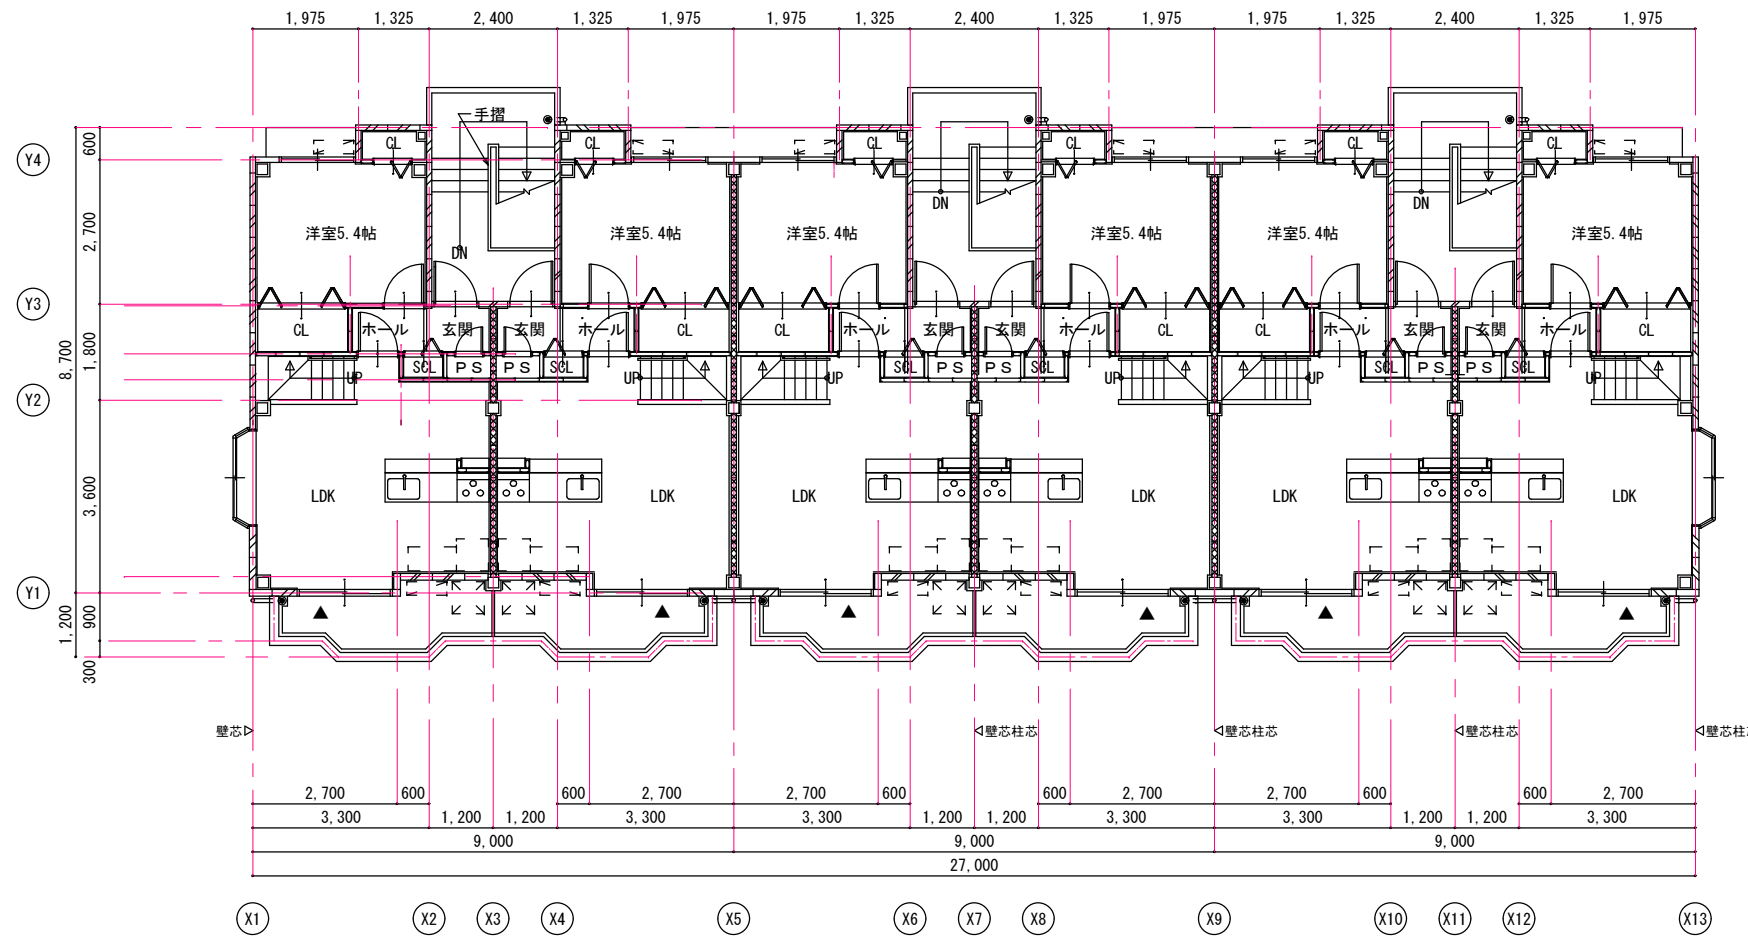 1,975 1,325 2,400 1,325 1,975 1,975 1,325 2,400 1,325 1,975 1,975 1,325 2,400 1,325 1,975
手摺
600
CL CL CL CL CL CL
Y4
DN DN
2,700
洋室5.4帖 洋室5.4帖 洋室5.4帖 洋室5.4帖 洋室5.4帖 洋室5.4帖
DN
Y3
CL ホール 玄関 玄関 ホール CL CL ホール 玄関 玄関 ホール CL CL ホール 玄関 玄関 ホール CL
8,700
1,800
SCL PS PS SCL SCL PS PS SCL SCL PS PS SCL
UP UP UP UP UP UP
Y2
3,600
LDK LDK LDK LDK LDK LDK
Y1
1,200
900
300
壁芯 壁芯柱芯 壁芯柱芯 壁芯柱芯 壁芯柱
2,700 600 600 2,700 2,700 600 600 2,700 2,700 600 600 2,700
3,300 1,200 1,200 3,300 3,300 1,200 1,200 3,300 3,300 1,200 1,200 3,300
9,000 9,000 9,000
27,000
X1 X2 X3 X4 X5 X6 X7 X8 X9 X10 X11 X12 X13